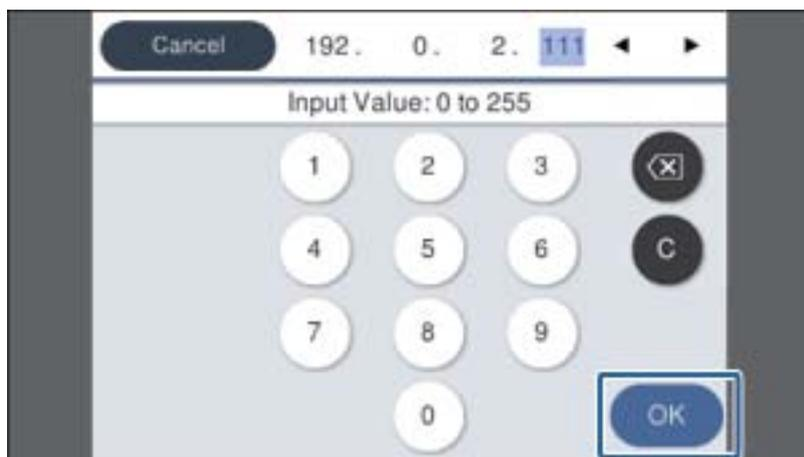 Cancel 192. 0. 2. 111 ◄ ►
Input Value: 0 to 255
1 2 3
4 5 6 C
7 8 9
0 OK